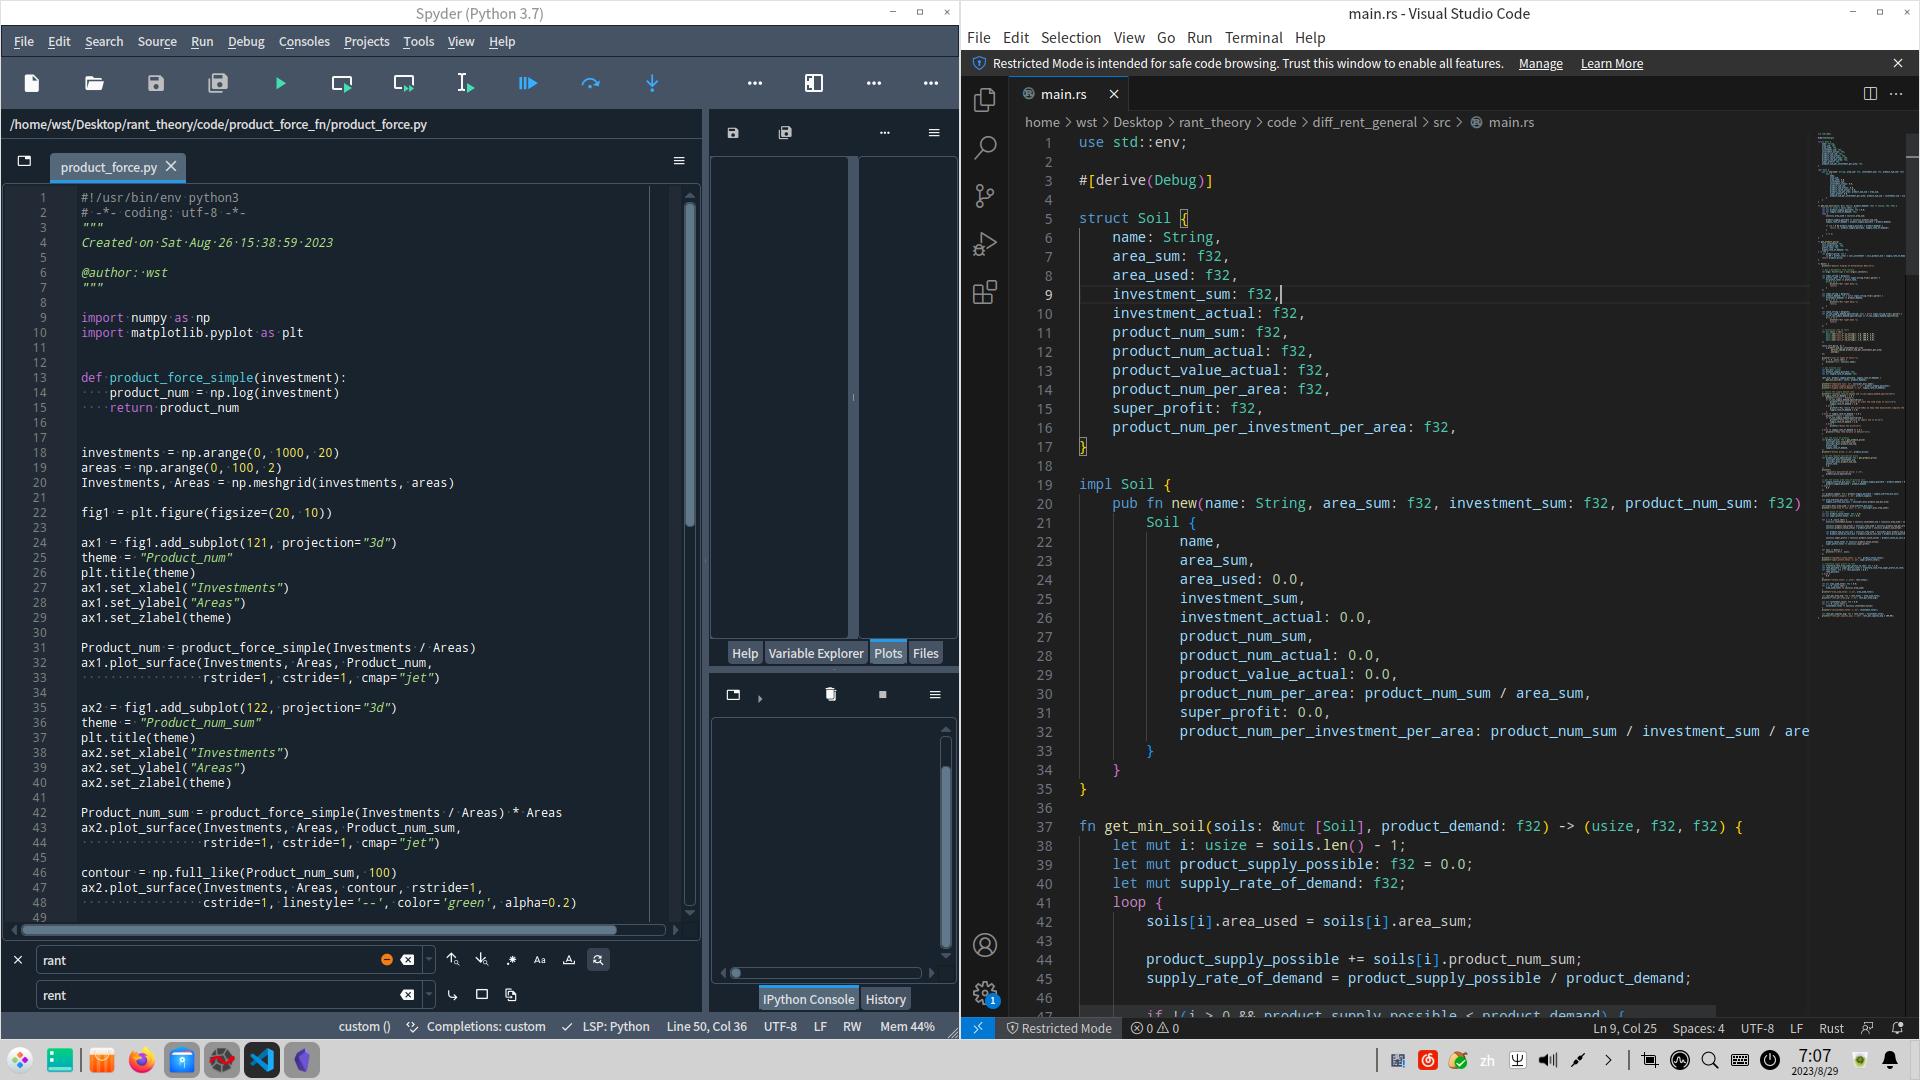 Spyder (Python 3.7)
File Edit Search Source Run Debug Consoles Projects Tools View Help
/home/wst/Desktop/rant_theory/code/product_force_fn/product_force.py
product_force.py
1 #!/usr/bin/env python3
2 # -*- coding: utf-8 -*-
3 """
4 Created on Sat Aug 26 15:38:59 2023
5
6 @author: wst
7 """
8
9 import numpy as np
10 import matplotlib.pyplot as plt
11
12
13 def product_force_simple(investment):
14     product_num = np.log(investment)
15     return product_num
16
17
18 investments = np.arange(0, 1000, 20)
19 areas = np.arange(0, 100, 2)
20 Investments, Areas = np.meshgrid(investments, areas)
21
22 fig1 = plt.figure(figsize=(20, 10))
23
24 ax1 = fig1.add_subplot(121, projection="3d")
25 theme = "Product_num"
26 plt.title(theme)
27 ax1.set_xlabel("Investments")
28 ax1.set_ylabel("Areas")
29 ax1.set_zlabel(theme)
30
31 Product_num = product_force_simple(Investments / Areas)
32 ax1.plot_surface(Investments, Areas, Product_num,
33                 rstride=1, cstride=1, cmap="jet")
34
35 ax2 = fig1.add_subplot(122, projection="3d")
36 theme = "Product_num_sum"
37 plt.title(theme)
38 ax2.set_xlabel("Investments")
39 ax2.set_ylabel("Areas")
40 ax2.set_zlabel(theme)
41
42 Product_num_sum = product_force_simple(Investments / Areas) * Areas
43 ax2.plot_surface(Investments, Areas, Product_num_sum,
44                 rstride=1, cstride=1, cmap="jet")
45
46 contour = np.full_like(Product_num_sum, 100)
47 ax2.plot_surface(Investments, Areas, contour, rstride=1,
48                 cstride=1, linestyle='--', color='green', alpha=0.2)
49
rant
Aa
rent
Help Variable Explorer Plots Files
IPython Console History
custom () Completions: custom LSP: Python Line 50, Col 36 UTF-8 LF RW Mem 44%
main.rs - Visual Studio Code
File Edit Selection View Go Run Terminal Help
Restricted Mode is intended for safe code browsing. Trust this window to enable all features. Manage Learn More
main.rs
home > wst > Desktop > rant_theory > code > diff_rent_general > src > main.rs
1 use std::env;
2
3 #[derive(Debug)]
4
5 struct Soil {
6     name: String,
7     area_sum: f32,
8     area_used: f32,
9     investment_sum: f32,
10     investment_actual: f32,
11     product_num_sum: f32,
12     product_num_actual: f32,
13     product_value_actual: f32,
14     product_num_per_area: f32,
15     super_profit: f32,
16     product_num_per_investment_per_area: f32,
17 }
18
19 impl Soil {
20     pub fn new(name: String, area_sum: f32, investment_sum: f32, product_num_sum: f32)
21         Soil {
22             name,
23             area_sum,
24             area_used: 0.0,
25             investment_sum,
26             investment_actual: 0.0,
27             product_num_sum,
28             product_num_actual: 0.0,
29             product_value_actual: 0.0,
30             product_num_per_area: product_num_sum / area_sum,
31             super_profit: 0.0,
32             product_num_per_investment_per_area: product_num_sum / investment_sum / are
33         }
34     }
35 }
36
37 fn get_min_soil(soils: &mut [Soil], product_demand: f32) -> (usize, f32, f32) {
38     let mut i: usize = soils.len() - 1;
39     let mut product_supply_possible: f32 = 0.0;
40     let mut supply_rate_of_demand: f32;
41     loop {
42         soils[i].area_used = soils[i].area_sum;
43
44         product_supply_possible += soils[i].product_num_sum;
45         supply_rate_of_demand = product_supply_possible / product_demand;
46
47         if !(i > 0 && product_supply_possible < product_demand) {
1
Restricted Mode 0 0 Ln 9, Col 25 Spaces: 4 UTF-8 LF Rust
zh
7:07
2023/8/29